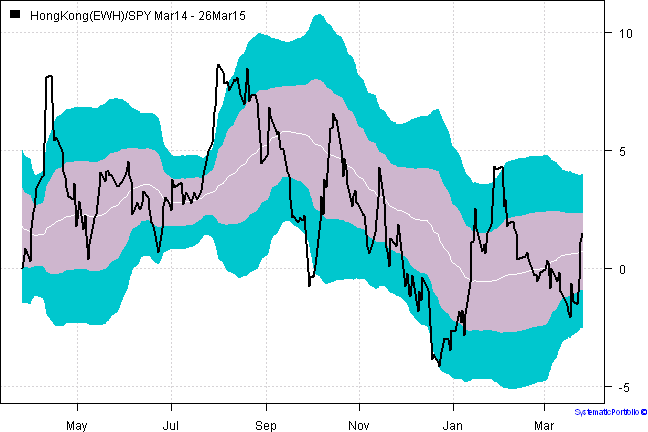 HongKong(EWH)/SPY Mar14 - 26Mar15
10
5
0
-5
May Jul Sep Nov Jan Mar
SystematicPortfolio ©